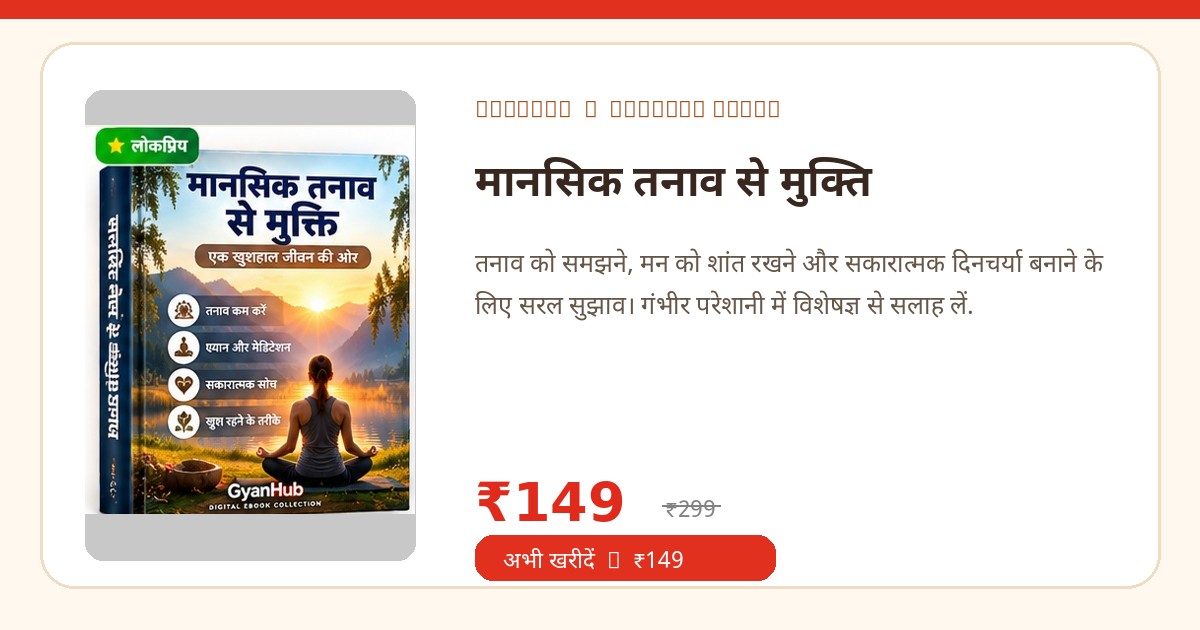 लोकप्रिय
मानसिक तनाव
से मुक्ति
एक खुशहाल जीवन की ओर
तनाव कम करें
सकारात्मक सोच
खुश रहने के तरीके
और मेडिटेशन
GyanHub
DIGITAL EBOOK COLLECTION
मानसिक तनाव से मुक्ति
तनाव को समझने, मन को शांत रखने और सकारात्मक दिनचर्या बनाने के
लिए सरल सुझाव। गंभीर परेशानी में विशेषज्ञ से सलाह लें.
₹149 ₹299
अभी खरीदें ₹149